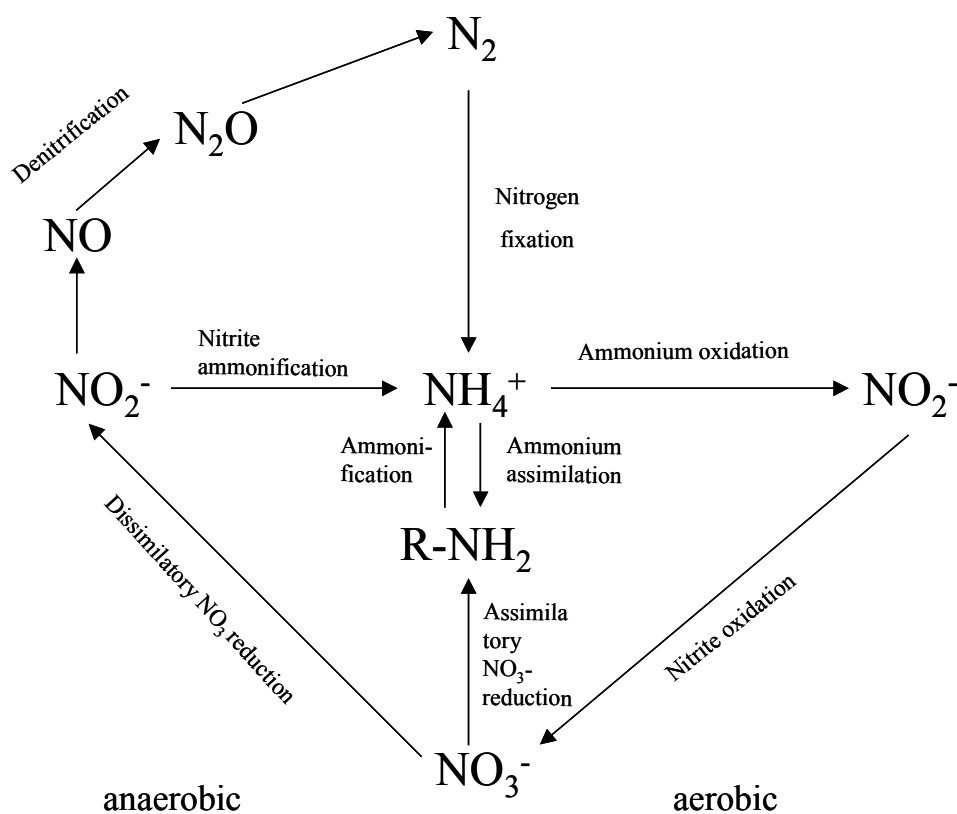 N₂
Denitrification
N₂O
Nitrogen
fixation
NO
Nitrite
ammonification
Ammonium oxidation
NO₂⁻
NH₄⁺
NO₂⁻
Ammoni-
fication
Ammonium
assimilation
R-NH₂
Dissimilatory NO₃ reduction
Assimila
tory
NO₃-
reduction
Nitrite oxidation
NO₃⁻
anaerobic
aerobic